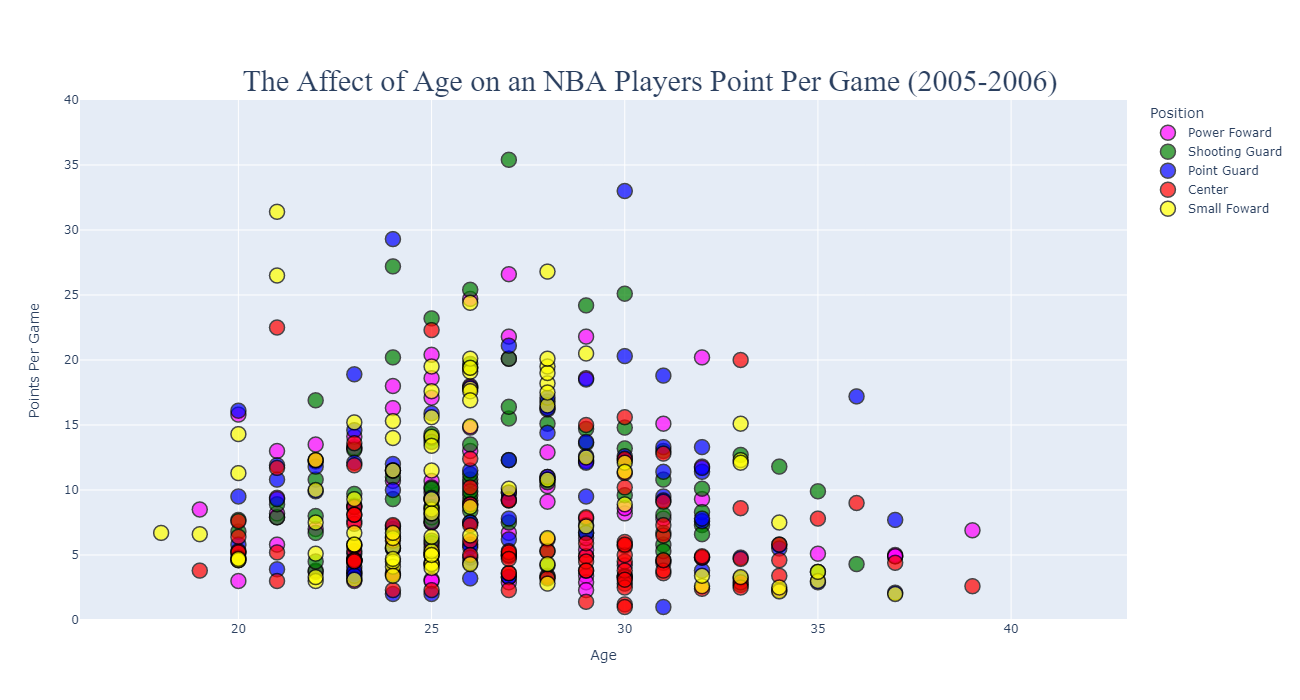 The Affect of Age on an NBA Players Point Per Game (2005-2006)
Position
Power Foward
Shooting Guard
Point Guard
Center
Small Foward
Points Per Game
40
35
30
25
20
15
10
5
0
20 25 30 35 40
Age